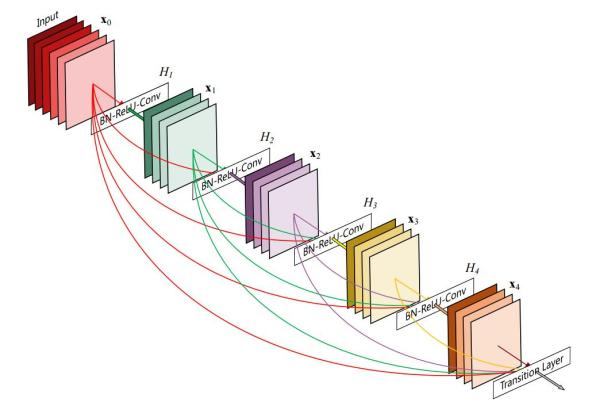 Input
x0
H1
BN-ReLU-Conv
x1
H2
BN-ReLU-Conv
x2
H3
BN-ReLU-Conv
x3
H4
BN-ReLU-Conv
x4
Transition Layer